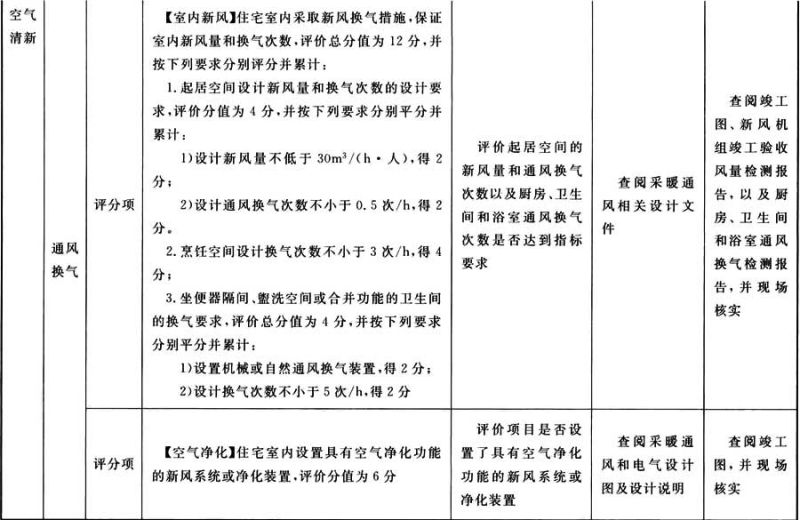 空气
清新
通风
换气
评分项
【室内新风】住宅室内采取新风换气措施,保证
室内新风量和换气次数,评价总分值为 12 分,并
按下列要求分别评分并累计:
1. 起居空间设计新风量和换气次数的设计要
求,评价分值为 4 分,并按下列要求分别平分并
累计:
1)设计新风量不低于 30m³/(h·人),得 2
分;
2)设计通风换气次数不小于 0.5 次/h,得 2
分。
2. 烹饪空间设计换气次数不小于 3 次/h,得 4
分;
3. 坐便器隔间、盥洗空间或合并功能的卫生间
的换气要求,评价总分值为 4 分,并按下列要求
分别平分并累计:
1)设置机械或自然通风换气装置,得 2 分;
2)设计换气次数不小于 5 次/h,得 2 分
评价起居空间的
新风量和通风换气
次数以及厨房、卫生
间和浴室通风换气
次数是否达到指标
要求
查阅采暖通
风相关设计文
件
查阅竣工
图、新风机
组竣工验收
风量检测报
告,以及厨
房、卫生间
和浴室通风
换气检测报
告,并现场
核实
评分项
【空气净化】住宅室内设置具有空气净化功能
的新风系统或净化装置,评价分值为 6 分
评价项目是否设
置了具有空气净化
功能的新风系统或
净化装置
查阅采暖通
风和电气设计
图及设计说明
查阅竣工
图,并现场
核实